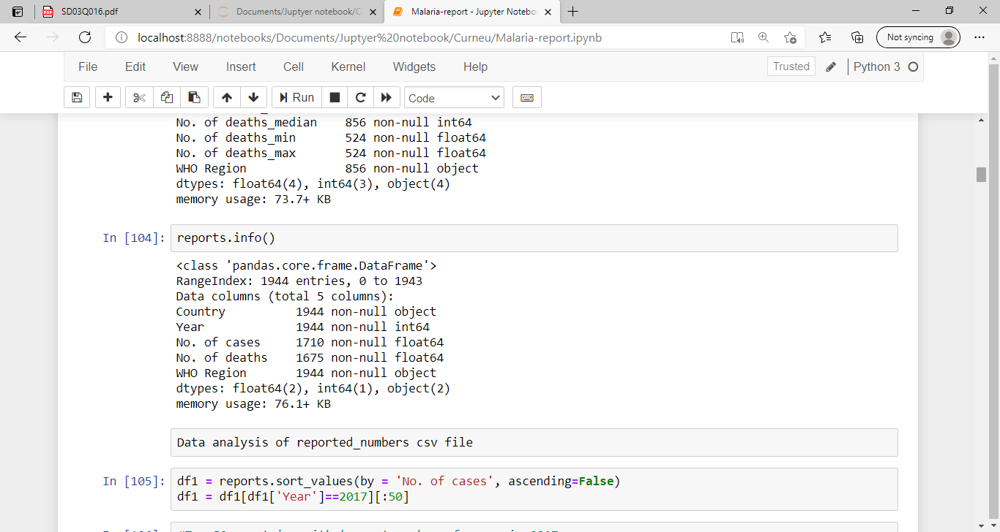 SD03Q016.pdf
Documents/Juptyer notebook/C
Malaria-report - Jupyter Notebo
localhost:8888/notebooks/Documents/Juptyer%20notebook/Curneu/Malaria-report.ipynb
Not syncing
File Edit View Insert Cell Kernel Widgets Help
Trusted
Python 3
Run
Code
No. of deaths_median 856 non-null int64
No. of deaths_min 524 non-null float64
No. of deaths_max 524 non-null float64
WHO Region 856 non-null object
dtypes: float64(4), int64(3), object(4)
memory usage: 73.7+ KB
In [104]: reports.info()
<class 'pandas.core.frame.DataFrame'>
RangeIndex: 1944 entries, 0 to 1943
Data columns (total 5 columns):
Country 1944 non-null object
Year 1944 non-null int64
No. of cases 1710 non-null float64
No. of deaths 1675 non-null float64
WHO Region 1944 non-null object
dtypes: float64(2), int64(1), object(2)
memory usage: 76.1+ KB
Data analysis of reported_numbers csv file
In [105]: df1 = reports.sort_values(by = 'No. of cases', ascending=False)
df1 = df1[df1['Year']==2017][:50]